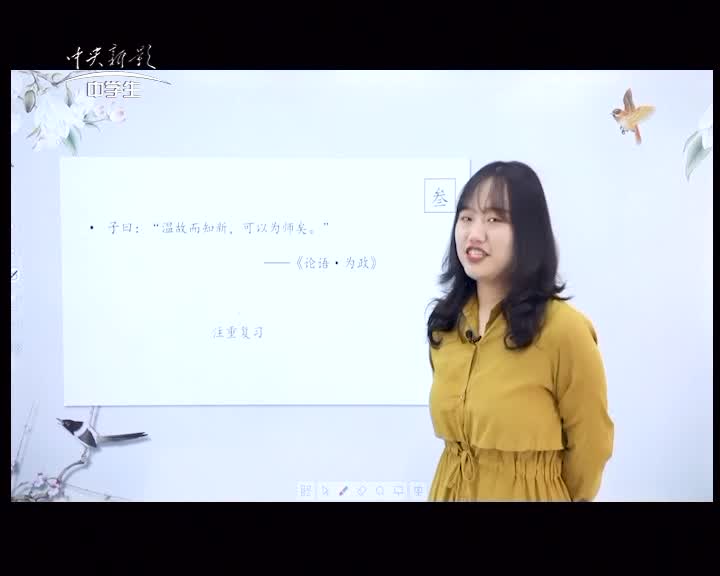 中央新影
中学生
叁
• 子曰：“温故而知新，可以为师矣。”
——《论语·为政》
注重复习